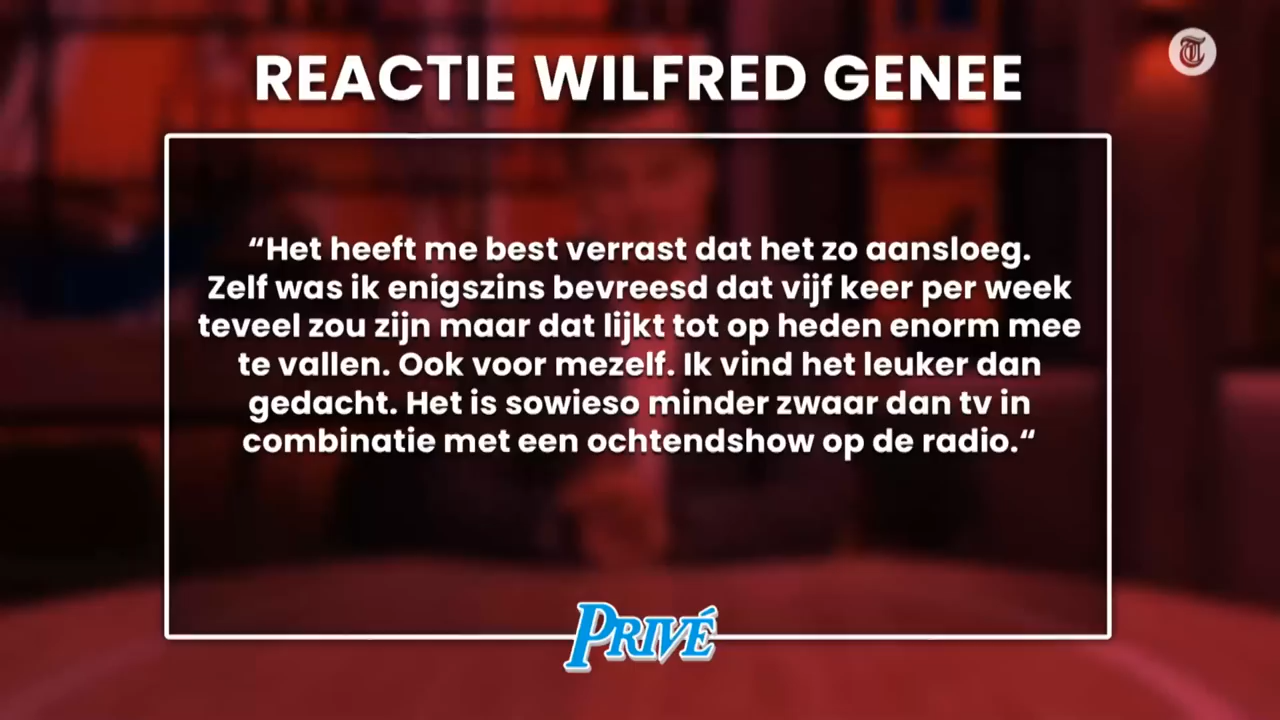 REACTIE WILFRED GENEE
“Het heeft me best verrast dat het zo aansloeg.
Zelf was ik enigszins bevreesd dat vijf keer per week
teveel zou zijn maar dat lijkt tot op heden enorm mee
te vallen. Ook voor mezelf. Ik vind het leuker dan
gedacht. Het is sowieso minder zwaar dan tv in
combinatie met een ochtendshow op de radio.“
PRIVÉ
T